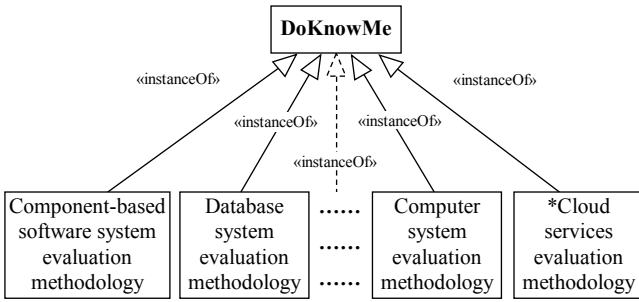 DoKnowMe
«instanceOf»
«instanceOf»
«instanceOf»
«instanceOf»
«instanceOf»
Component-based
software system
evaluation
methodology
Database
system
evaluation
methodology
......
......
......
Computer
system
evaluation
methodology
*Cloud
services
evaluation
methodology